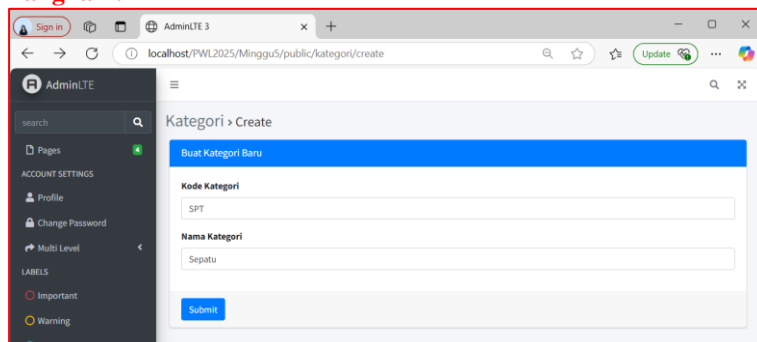 Sign in
AdminLTE 3
localhost/PWL2025/Minggu5/public/kategori/create
Update
AdminLTE
search
Kategori > Create
Pages
4
Buat Kategori Baru
ACCOUNT SETTINGS
Kode Kategori
Profile
SPT
Change Password
Nama Kategori
Multi Level
Sepatu
LABELS
Important
Submit
Warning